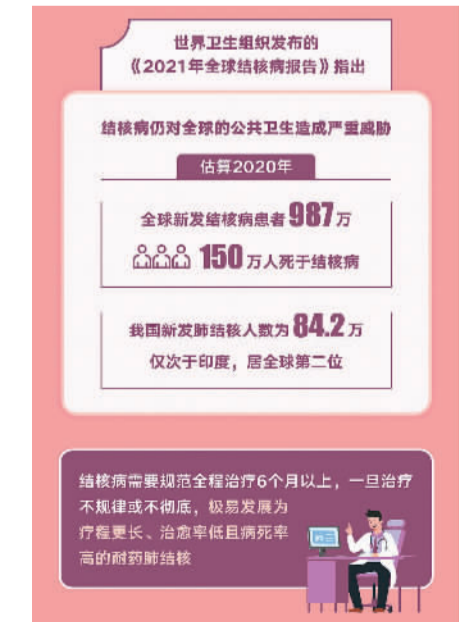 世界卫生组织发布的
《2021年全球结核病报告》指出
结核病仍对全球的公共卫生造成严重威胁
估算2020年
全球新发结核病患者987万
150万人死于结核病
我国新发肺结核人数为84.2万
仅次于印度，居全球第二位
结核病需要规范全程治疗6个月以上，一旦治疗
不规律或不彻底，极易发展为
疗程更长、治愈率低且病死率
高的耐药肺结核